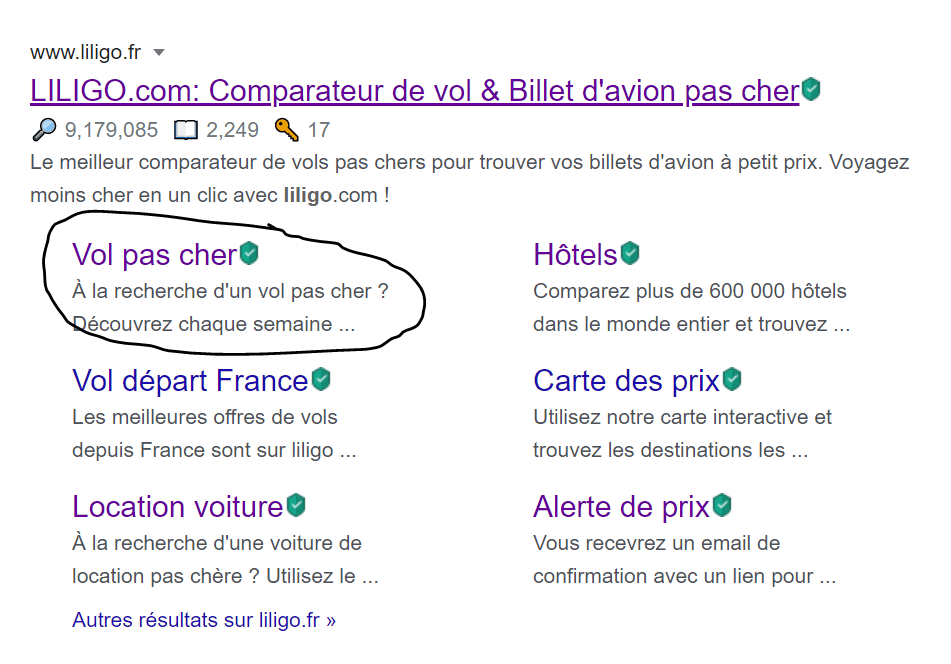 www.liligo.fr
LILIGO.com: Comparateur de vol & Billet d'avion pas cher
9,179,085 2,249 17
Le meilleur comparateur de vols pas chers pour trouver vos billets d'avion à petit prix. Voyagez
moins cher en un clic avec liligo.com !
Vol pas cher
À la recherche d'un vol pas cher ?
Découvrez chaque semaine ...
Hôtels
Comparez plus de 600 000 hôtels
dans le monde entier et trouvez ...
Vol départ France
Les meilleures offres de vols
depuis France sont sur liligo ...
Carte des prix
Utilisez notre carte interactive et
trouvez les destinations les ...
Location voiture
À la recherche d'une voiture de
location pas chère ? Utilisez le ...
Alerte de prix
Vous recevrez un email de
confirmation avec un lien pour ...
Autres résultats sur liligo.fr »